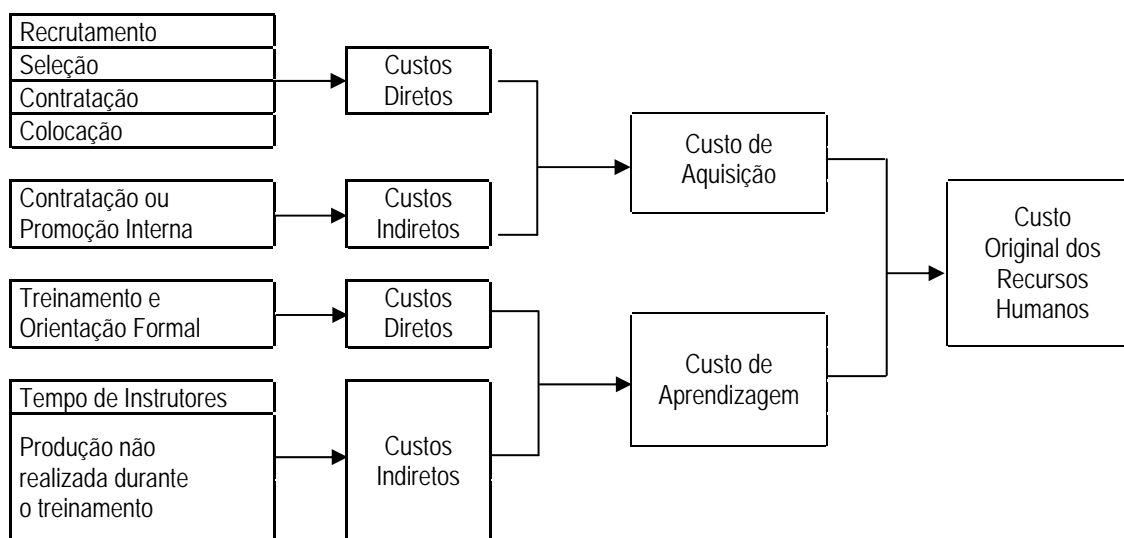 Recrutamento
Seleção
Contratação
Colocação
Custos
Diretos
Contratação ou
Promoção Interna
Custos
Indiretos
Custo de
Aquisição
Treinamento e
Orientação Formal
Custos
Diretos
Tempo de Instrutores
Produção não
realizada durante
o treinamento
Custos
Indiretos
Custo de
Aprendizagem
Custo
Original dos
Recursos
Humanos